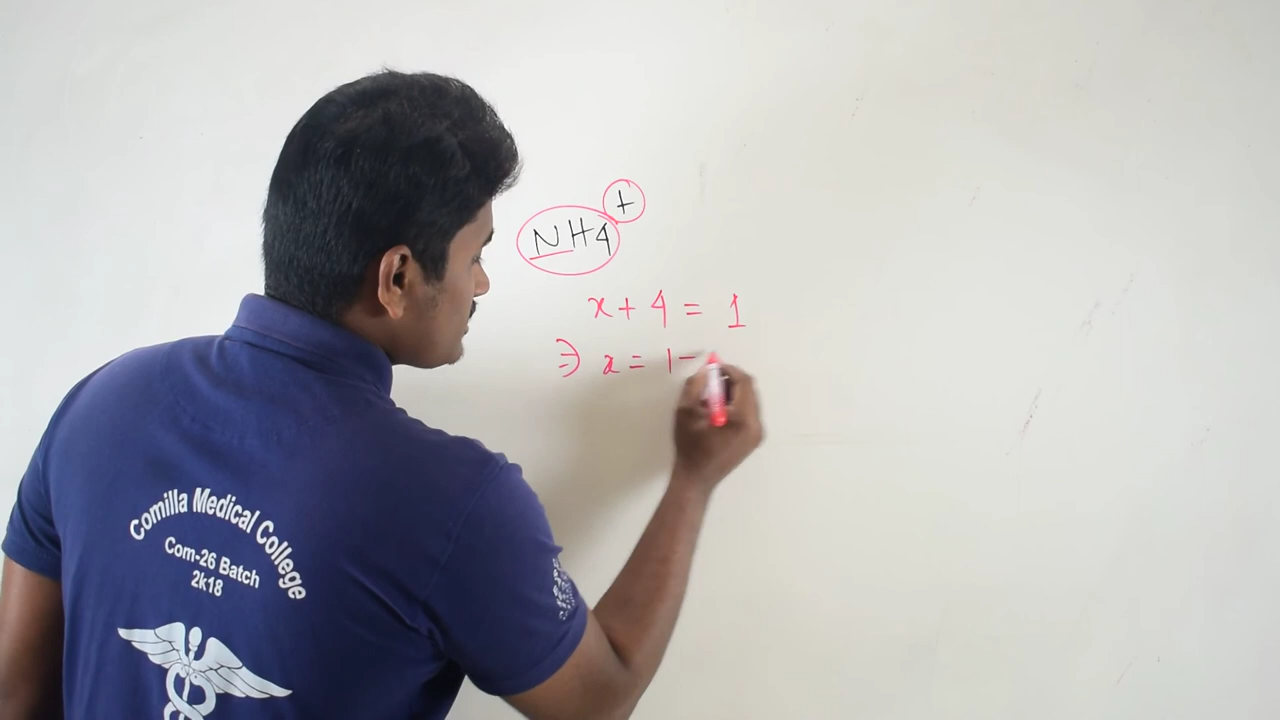 NH4+
x + 4 = 1
⇒ x = 1 -
Comilla Medical College
Com-26 Batch
2k18